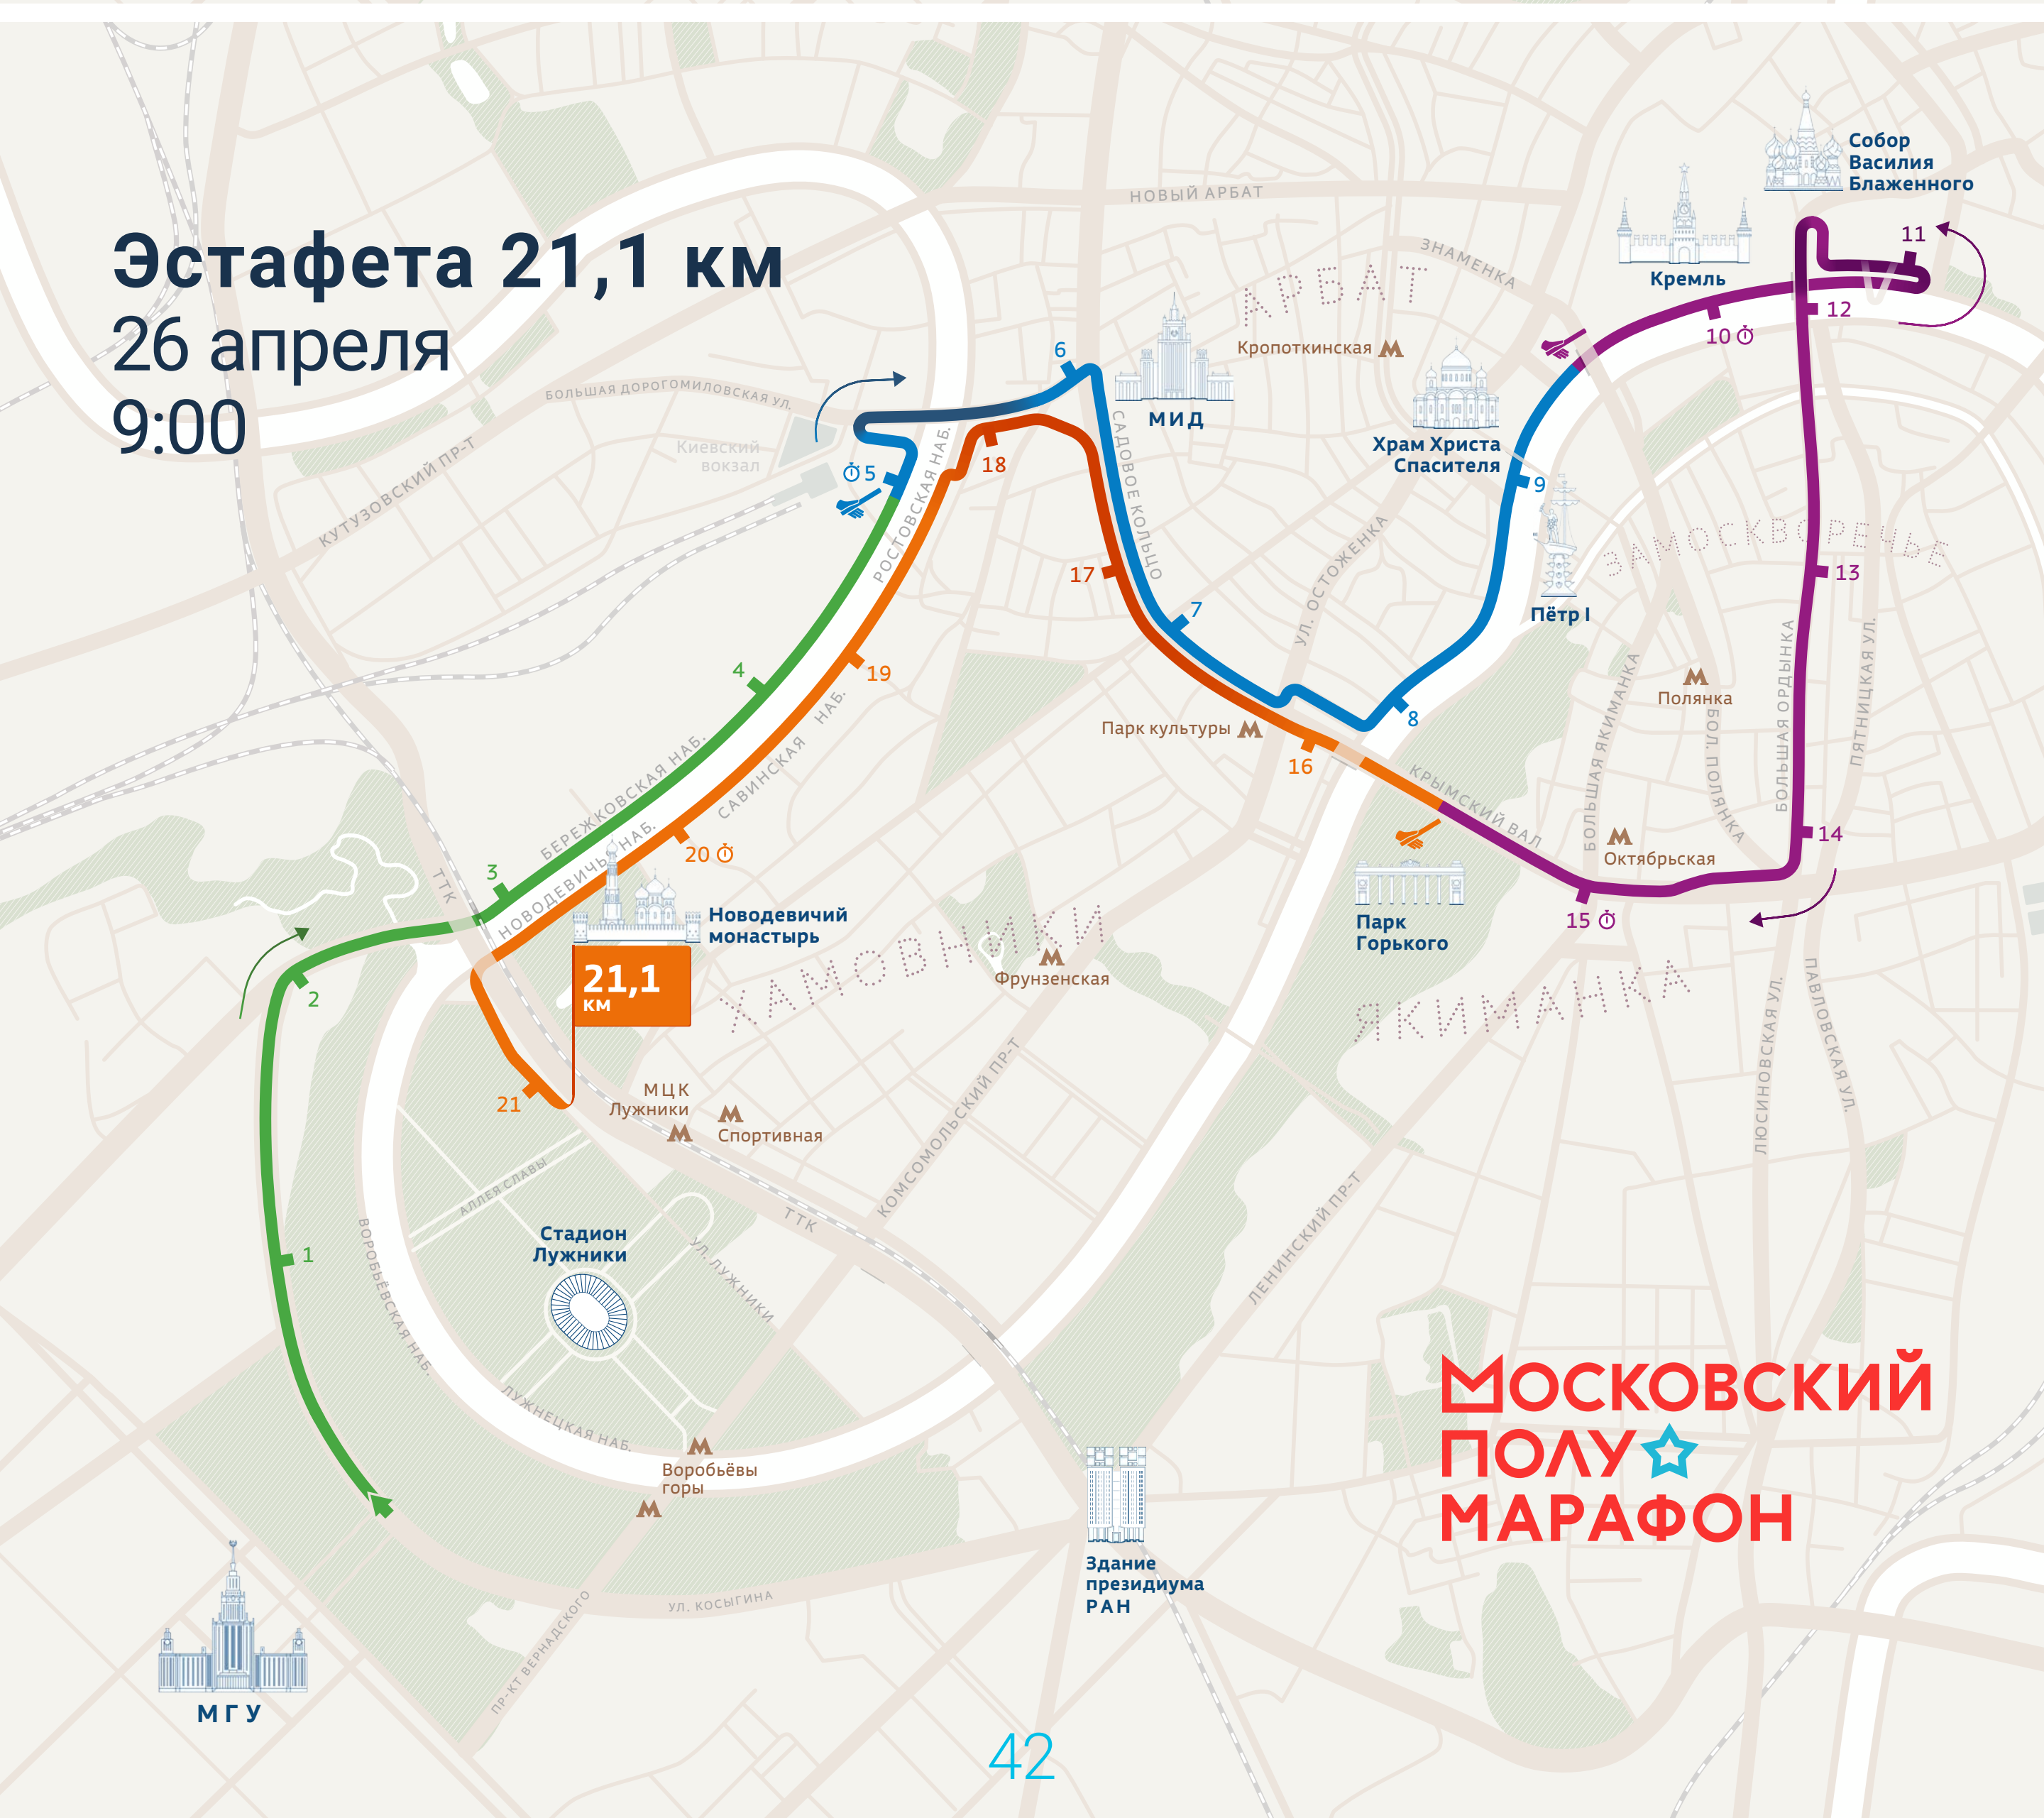 Эстафета 21,1 км
26 апреля
9:00
НОВЫЙ АРБАТ
ЗНАМЕНКА
АРБАТ
Кропоткинская
Собор
Василия
Блаженного
Кремль
11
12
10
МИД
Храм Христа
Спасителя
9
Пётр I
ЗАМОСКВОРЕЧЬЕ
13
БОЛЬШАЯ ДОРОГОМИЛОВСКАЯ УЛ.
КУТУЗОВСКИЙ ПР-Т
Киевский
вокзал
5
6
18
17
7
САДОВОЕ КОЛЬЦО
РОСТОВСКАЯ НАБ.
УЛ. ОСТОЖЕНКА
4
19
8
Парк культуры
16
КРЫМСКИЙ ВАЛ
БОЛЬШАЯ ЯКИМАНКА
Полянка
БОЛ. ПОЛЯНКА
БОЛЬШАЯ ОРДЫНКА
ПЯТНИЦКАЯ УЛ.
Октябрьская
14
15
БЕРЕЖКОВСКАЯ НАБ.
САВИНСКАЯ НАБ.
НОВОДЕВИЧЬЯ НАБ.
20
3
ТТК
2
Новодевичий
монастырь
21,1
км
ХАМОВНИКИ
Фрунзенская
Парк
Горького
ЯКИМАНКА
ЛЮСИНОВСКАЯ УЛ.
ПАВЛОВСКАЯ УЛ.
21
МЦК
Лужники
Спортивная
КОМСОМОЛЬСКИЙ ПР-Т
АЛЛЕЯ СЛАВЫ
ТТК
1
ВОРОБЬЁВСКАЯ НАБ.
Стадион
Лужники
УЛ. ЛУЖНИКИ
ЛЕНИНСКИЙ ПР-Т
ЛУЖНЕЦКАЯ НАБ.
Воробьёвы
горы
Здание
президиума
РАН
УЛ. КОСЫГИНА
ПР-КТ ВЕРНАДСКОГО
МГУ
МОСКОВСКИЙ
ПОЛУ
МАРАФОН
42